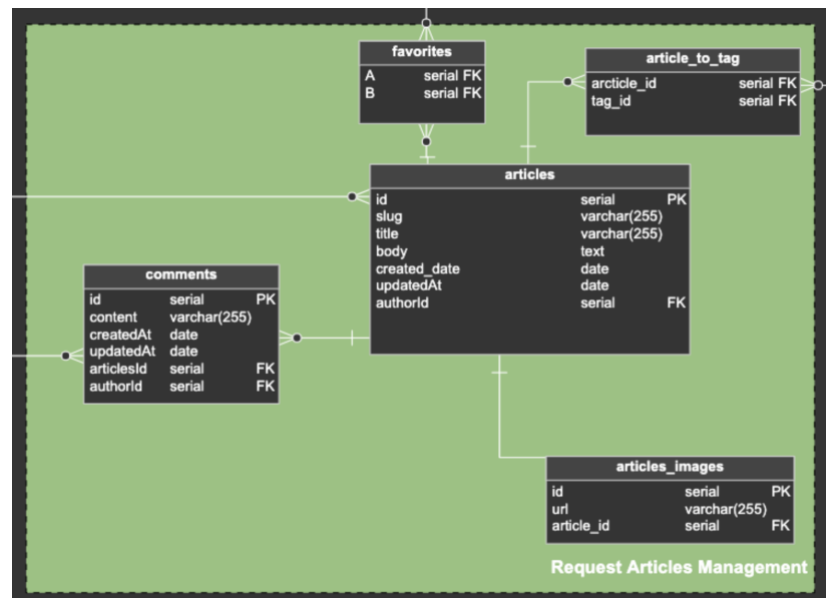 favorites
A serial FK
B serial FK
article_to_tag
arcticle_id serial FK
tag_id serial FK
articles
id serial PK
slug varchar(255)
title varchar(255)
body text
created_date date
updatedAt date
authorId serial FK
comments
id serial PK
content varchar(255)
createdAt date
updatedAt date
articlesId serial FK
authorId serial FK
articles_images
id serial PK
url varchar(255)
article_id serial FK
Request Articles Management